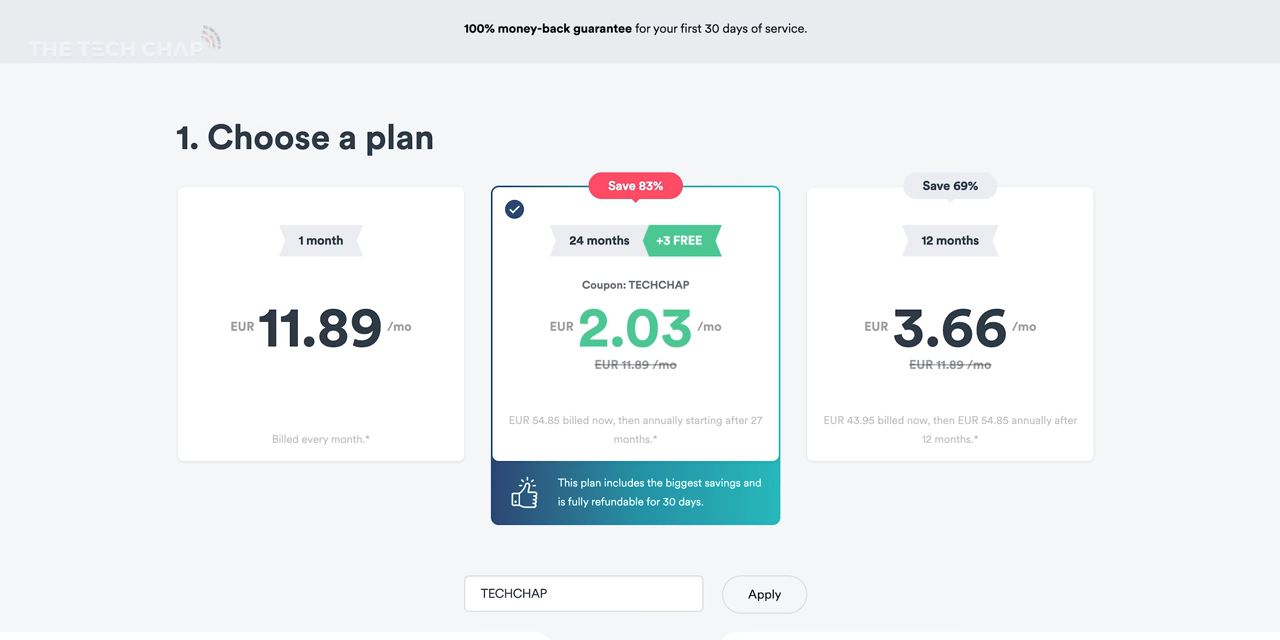 100% money-back guarantee for your first 30 days of service.
THE TECH CHAP
1. Choose a plan
1 month
EUR 11.89 /mo
Billed every month.*
Save 83%
24 months +3 FREE
Coupon: TECHCHAP
EUR 2.03 /mo
EUR 11.89 /mo
EUR 54.85 billed now, then annually starting after 27
months.*
This plan includes the biggest savings and
is fully refundable for 30 days.
Save 69%
12 months
EUR 3.66 /mo
EUR 11.89 /mo
EUR 43.95 billed now, then EUR 54.85 annually after
12 months.*
TECHCHAP
Apply